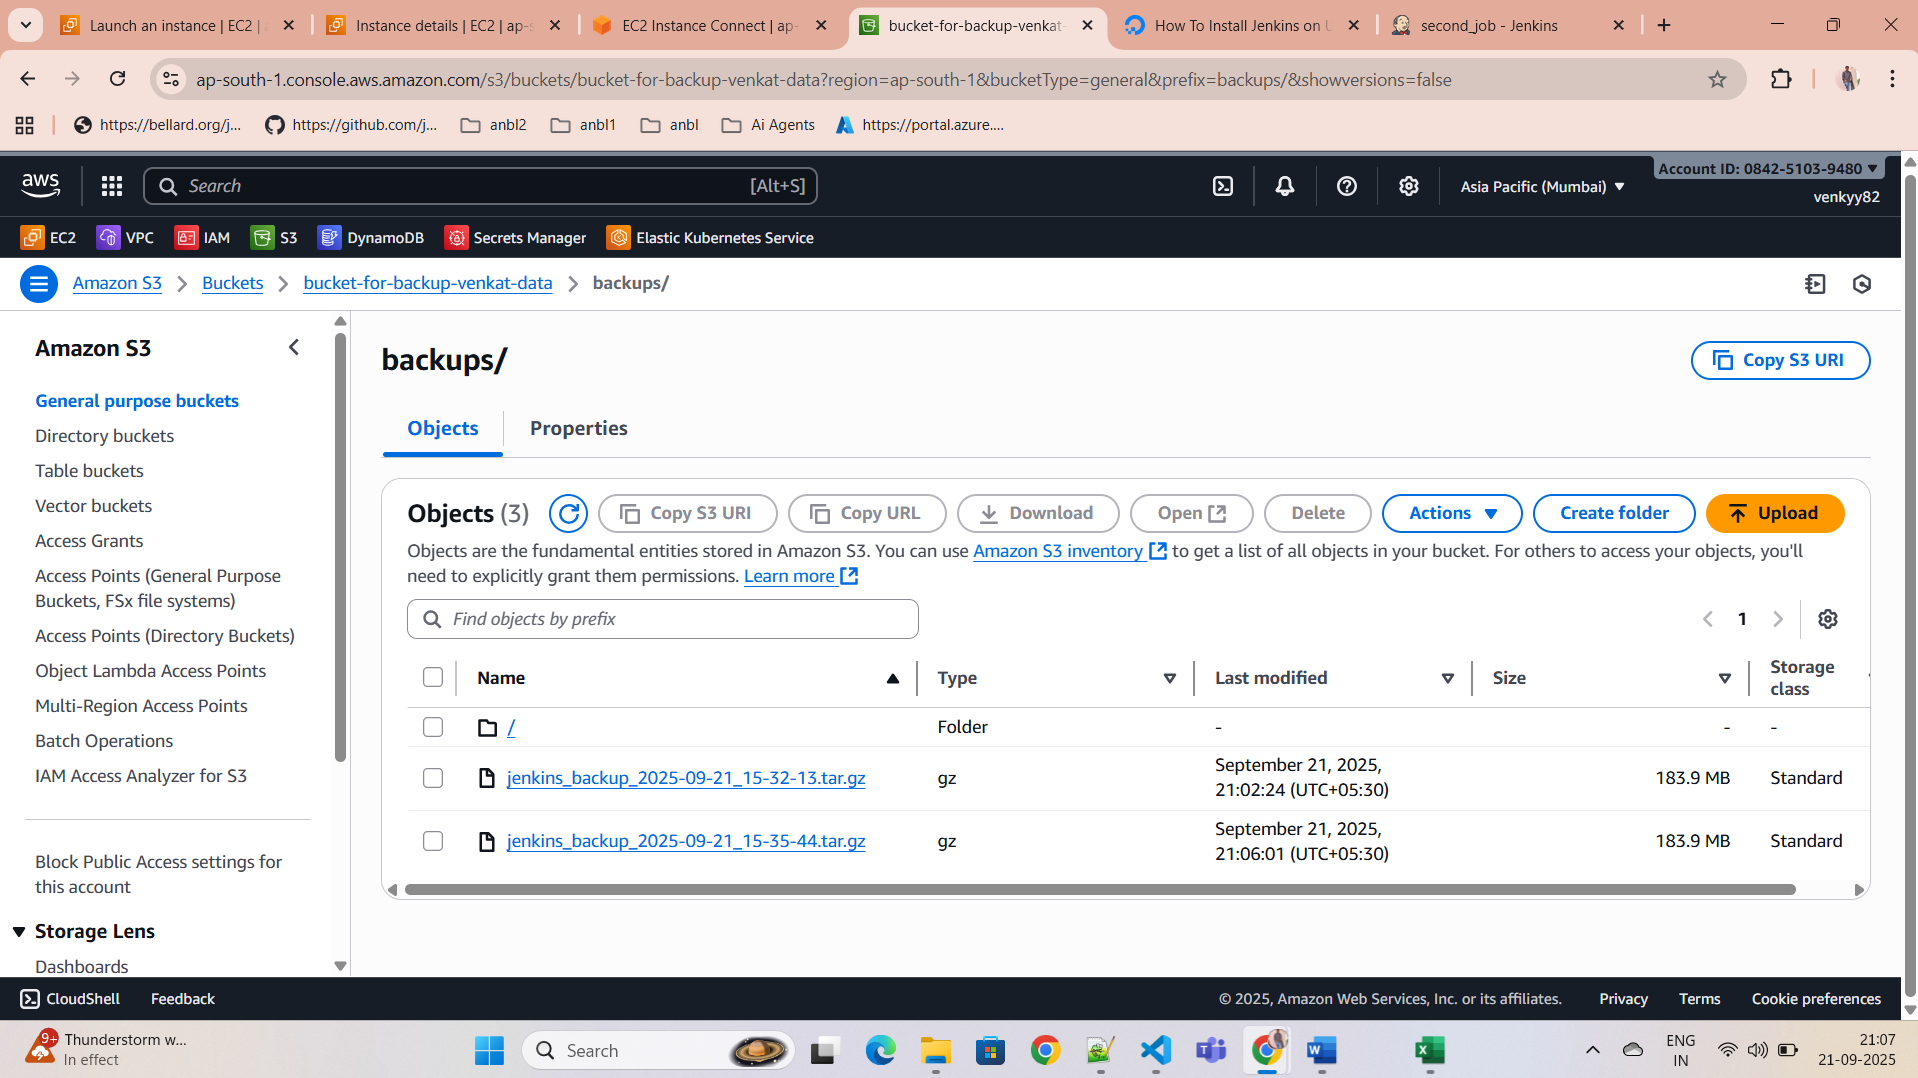 Launch an instance | EC2 | a
Instance details | EC2 | ap-s
EC2 Instance Connect | ap-
bucket-for-backup-venkat-
How To Install Jenkins on U
second_job - Jenkins
ap-south-1.console.aws.amazon.com/s3/buckets/bucket-for-backup-venkat-data?region=ap-south-1&bucketType=general&prefix=backups/&showversions=false
https://bellard.org/j...
https://github.com/j...
anbl2
anbl1
anbl
Ai Agents
https://portal.azure....
aws
Search
[Alt+S]
Asia Pacific (Mumbai)
Account ID: 0842-5103-9480
venkyy82
EC2
VPC
IAM
S3
DynamoDB
Secrets Manager
Elastic Kubernetes Service
Amazon S3
Buckets
bucket-for-backup-venkat-data
backups/
Amazon S3
General purpose buckets
Directory buckets
Table buckets
Vector buckets
Access Grants
Access Points (General Purpose
Buckets, FSx file systems)
Access Points (Directory Buckets)
Object Lambda Access Points
Multi-Region Access Points
Batch Operations
IAM Access Analyzer for S3
Block Public Access settings for
this account
Storage Lens
Dashboards
backups/
Copy S3 URI
Objects
Properties
Objects (3)
Copy S3 URI
Copy URL
Download
Open
Delete
Actions
Create folder
Upload
Objects are the fundamental entities stored in Amazon S3. You can use Amazon S3 inventory to get a list of all objects in your bucket. For others to access your objects, you'll
need to explicitly grant them permissions. Learn more
Find objects by prefix
1
Name
Type
Last modified
Size
Storage
class
/
Folder
-
-
-
jenkins_backup_2025-09-21_15-32-13.tar.gz
gz
September 21, 2025,
21:02:24 (UTC+05:30)
183.9 MB
Standard
jenkins_backup_2025-09-21_15-35-44.tar.gz
gz
September 21, 2025,
21:06:01 (UTC+05:30)
183.9 MB
Standard
CloudShell
Feedback
© 2025, Amazon Web Services, Inc. or its affiliates.
Privacy
Terms
Cookie preferences
9+
Thunderstorm w...
In effect
Search
ENG
IN
21:07
21-09-2025